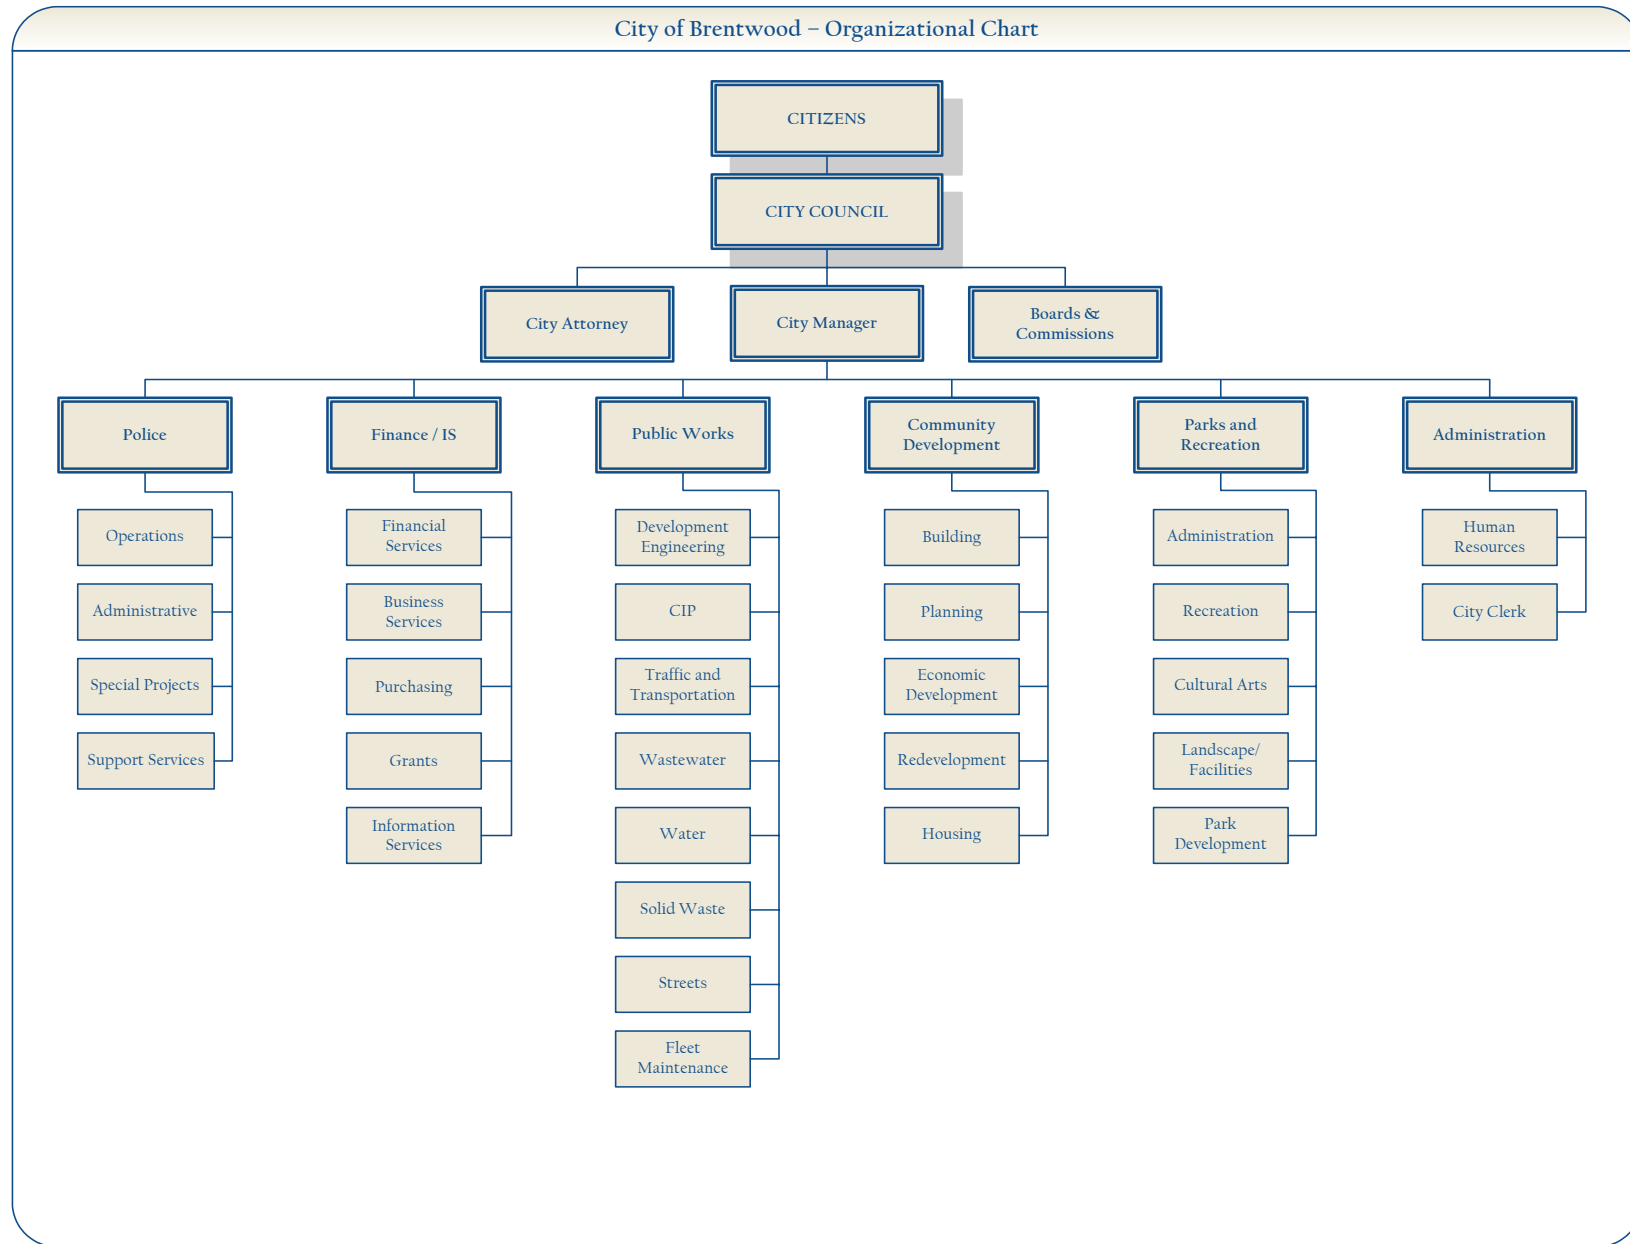 City of Brentwood – Organizational Chart
CITIZENS
CITY COUNCIL
City Attorney
City Manager
Boards &
Commissions
Police
Finance / IS
Public Works
Community
Development
Parks and
Recreation
Administration
Operations
Administrative
Special Projects
Support Services
Financial
Services
Business
Services
Purchasing
Grants
Information
Services
Development
Engineering
CIP
Traffic and
Transportation
Wastewater
Water
Solid Waste
Streets
Fleet
Maintenance
Building
Planning
Economic
Development
Redevelopment
Housing
Administration
Recreation
Cultural Arts
Landscape/
Facilities
Park
Development
Human
Resources
City Clerk